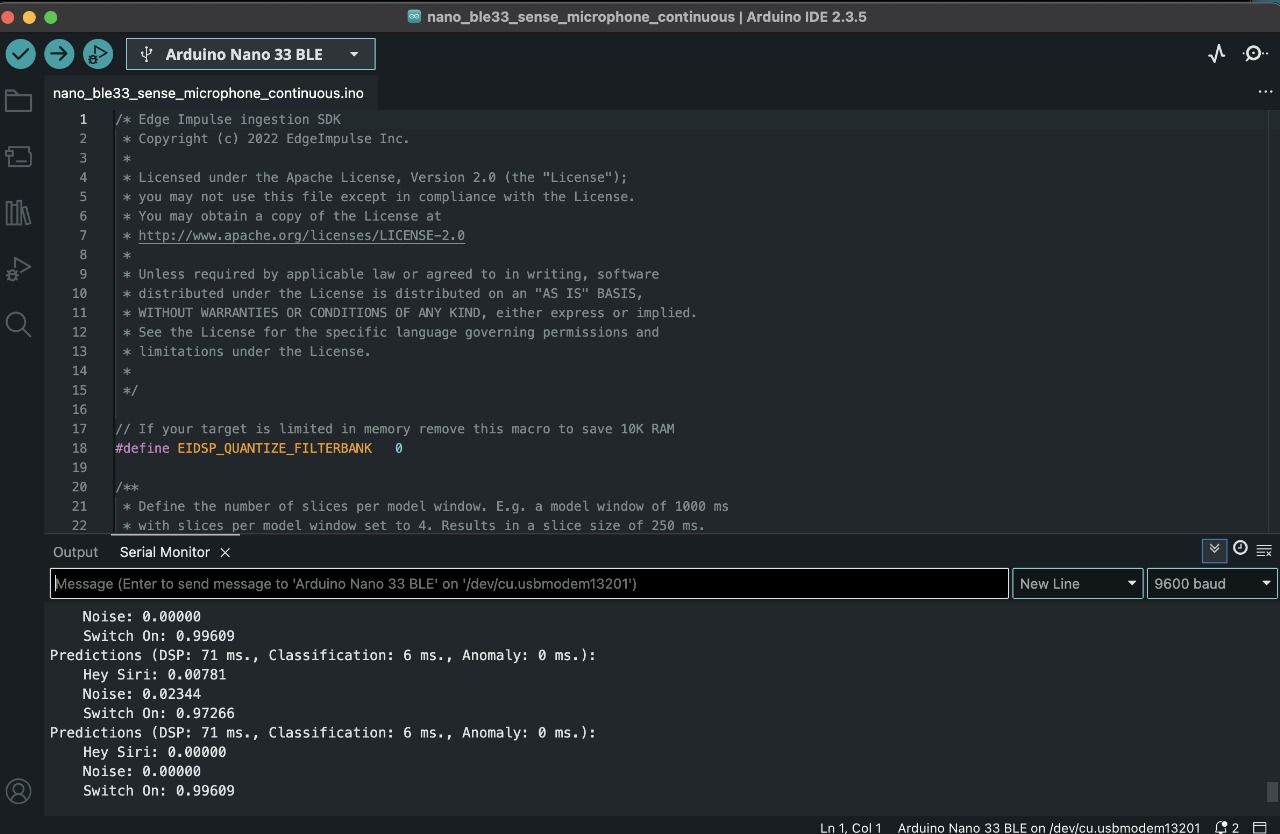 nano_ble33_sense_microphone_continuous | Arduino IDE 2.3.5
Arduino Nano 33 BLE
nano_ble33_sense_microphone_continuous.ino
1 /* Edge Impulse ingestion SDK
2 * Copyright (c) 2022 EdgeImpulse Inc.
3 *
4 * Licensed under the Apache License, Version 2.0 (the "License");
5 * you may not use this file except in compliance with the License.
6 * You may obtain a copy of the License at
7 * http://www.apache.org/licenses/LICENSE-2.0
8 *
9 * Unless required by applicable law or agreed to in writing, software
10 * distributed under the License is distributed on an "AS IS" BASIS,
11 * WITHOUT WARRANTIES OR CONDITIONS OF ANY KIND, either express or implied.
12 * See the License for the specific language governing permissions and
13 * limitations under the License.
14 *
15 */
16
17 // If your target is limited in memory remove this macro to save 10K RAM
18 #define EIDSP_QUANTIZE_FILTERBANK 0
19
20 /**
21 * Define the number of slices per model window. E.g. a model window of 1000 ms
22 * with slices per model window set to 4. Results in a slice size of 250 ms.
Output Serial Monitor
Message (Enter to send message to 'Arduino Nano 33 BLE' on '/dev/cu.usbmodem13201') New Line 9600 baud
Noise: 0.00000
Switch On: 0.99609
Predictions (DSP: 71 ms., Classification: 6 ms., Anomaly: 0 ms.):
Hey Siri: 0.00781
Noise: 0.02344
Switch On: 0.97266
Predictions (DSP: 71 ms., Classification: 6 ms., Anomaly: 0 ms.):
Hey Siri: 0.00000
Noise: 0.00000
Switch On: 0.99609
Ln 1, Col 1 Arduino Nano 33 BLE on /dev/cu.usbmodem13201 2